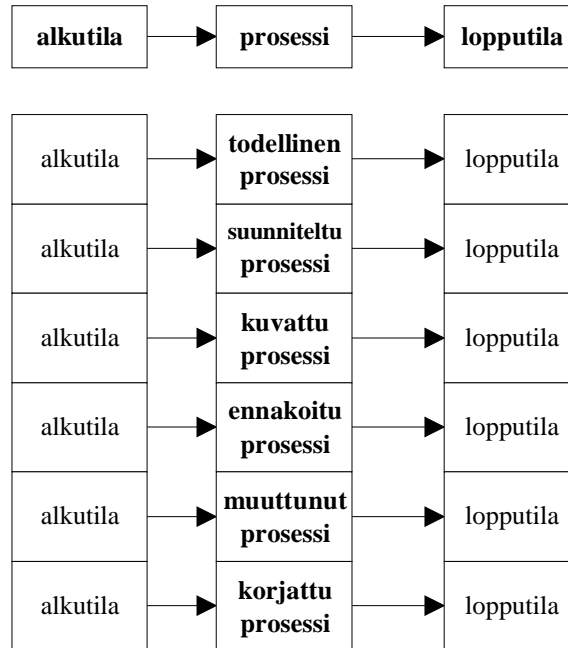 alkutila prosessi lopputila
alkutila todellinen prosessi lopputila
alkutila suunniteltu prosessi lopputila
alkutila kuvattu prosessi lopputila
alkutila ennakoitu prosessi lopputila
alkutila muuttunut prosessi lopputila
alkutila korjattu prosessi lopputila